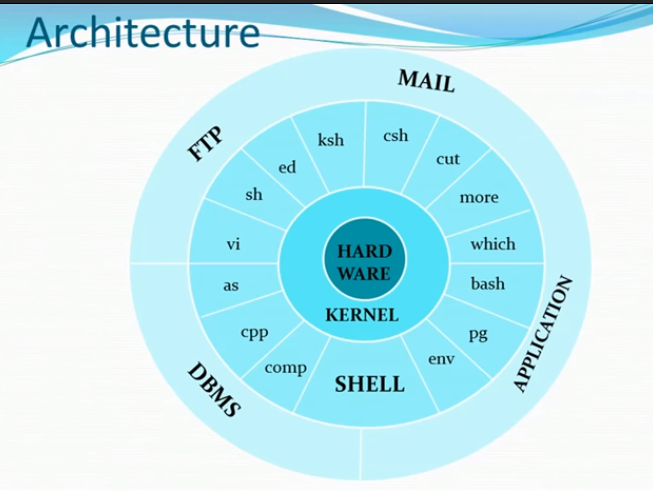 Architecture
MAIL
FTP
ksh
csh
ed
cut
sh
more
vi
which
HARD
WARE
as
bash
KERNEL
cpp
pg
comp
env
SHELL
DBMS
APPLICATION